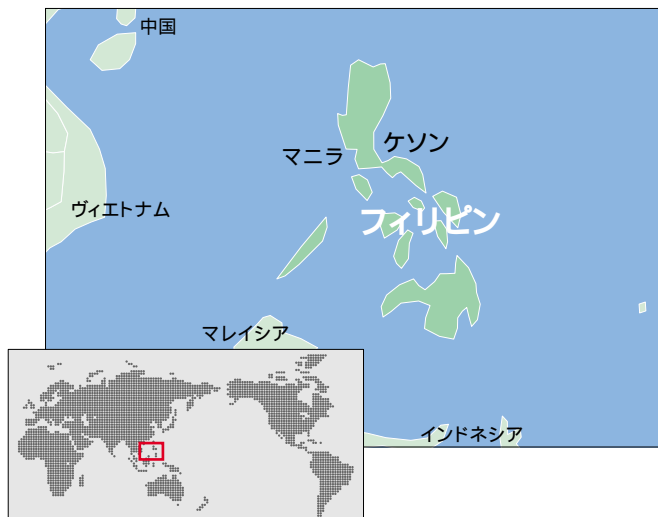 中国
ケソン
マニラ
ヴィエトナム
フィリピン
マレイシア
インドネシア